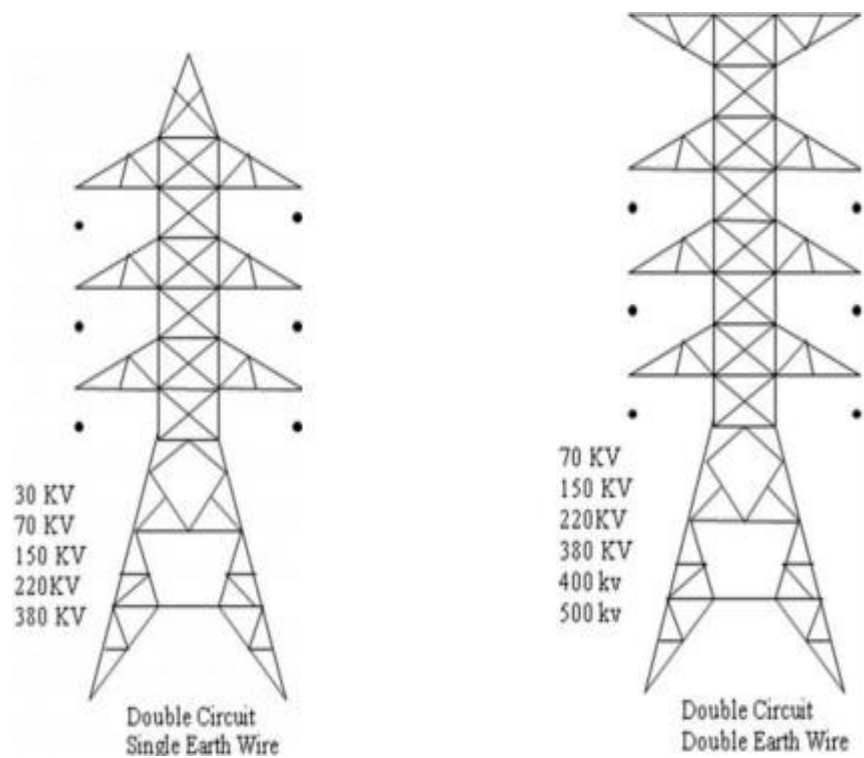 30 KV
70 KV
150 KV
220KV
380 KV
Double Circuit
Single Earth Wire
70 KV
150 KV
220KV
380 KV
400 kv
500 kv
Double Circuit
Double Earth Wire